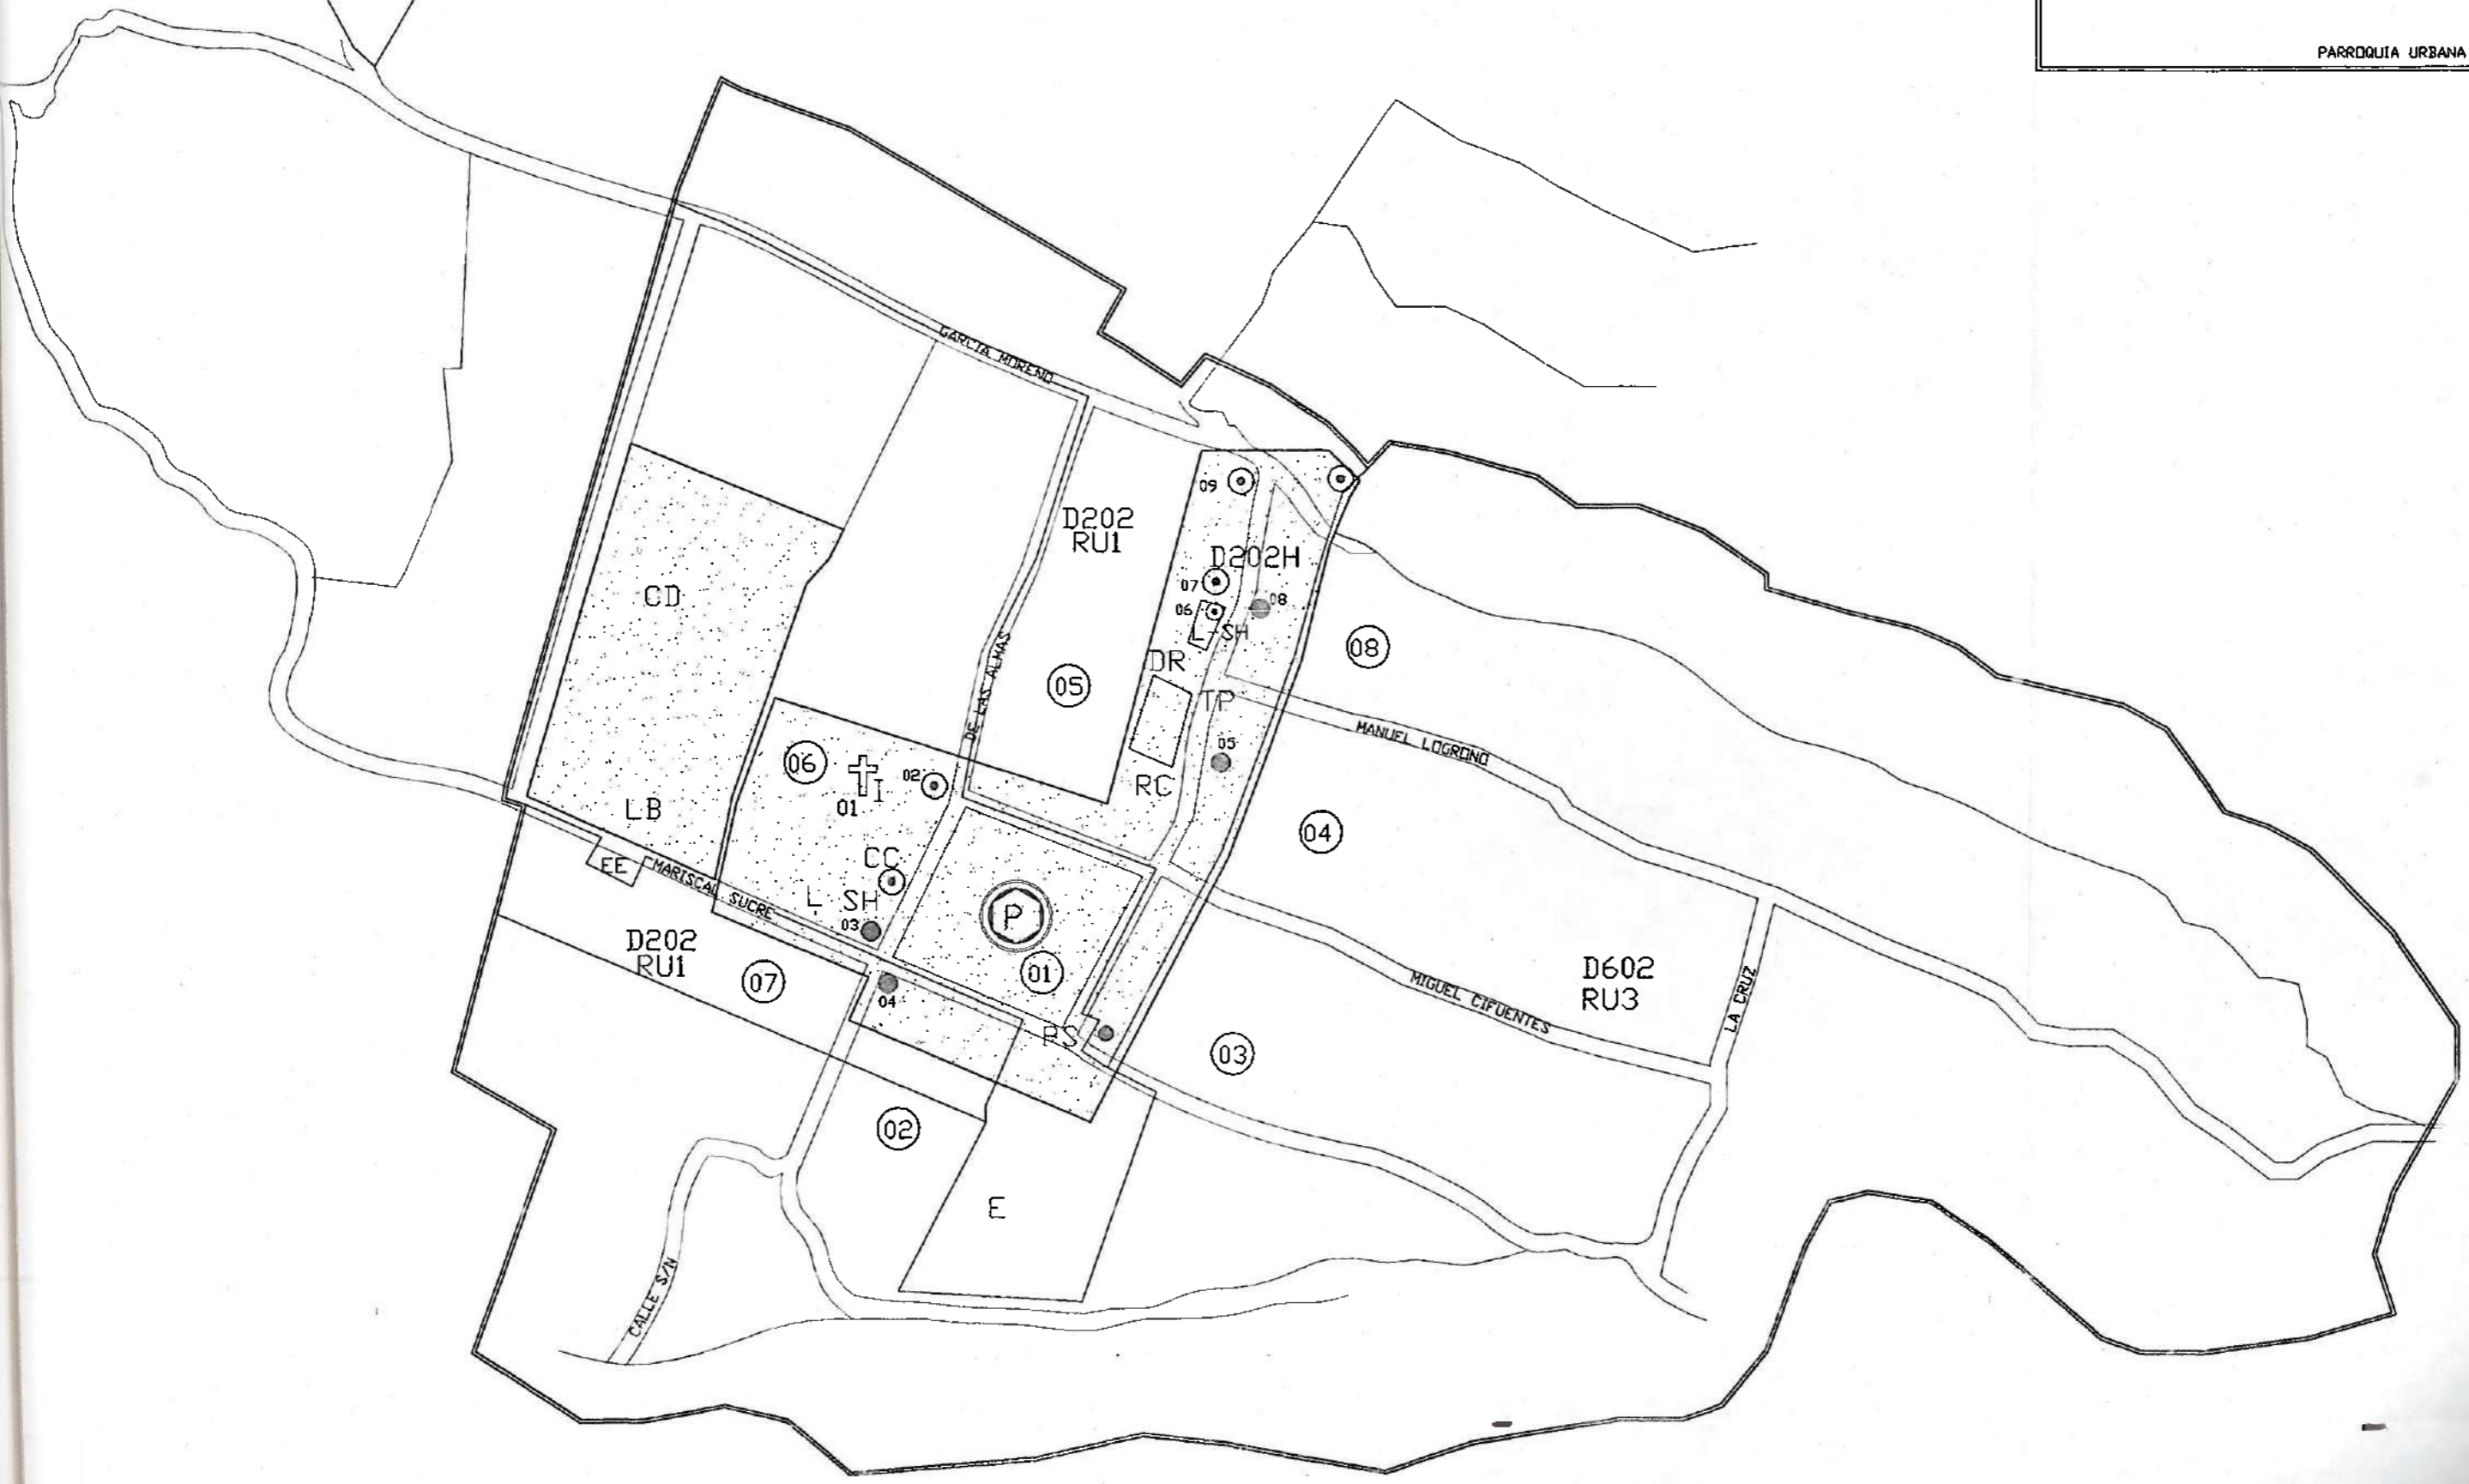 PARROQUIA URBANA
GARCIA MORENO
09
D202
RU1
D202H
07
06
08
L-SH
CD
DE LAS ALMAS
05
DR
08
TP
MANUEL LOGROÑO
05
06
02
I
01
RC
LB
04
EE
MARISCAL SUCRE
CC
L SH
03
P
D202
RU1
07
04
01
D602
RU3
LA CRUZ
MIGUEL CIFUENTES
PS
03
02
E
CALLE S/N